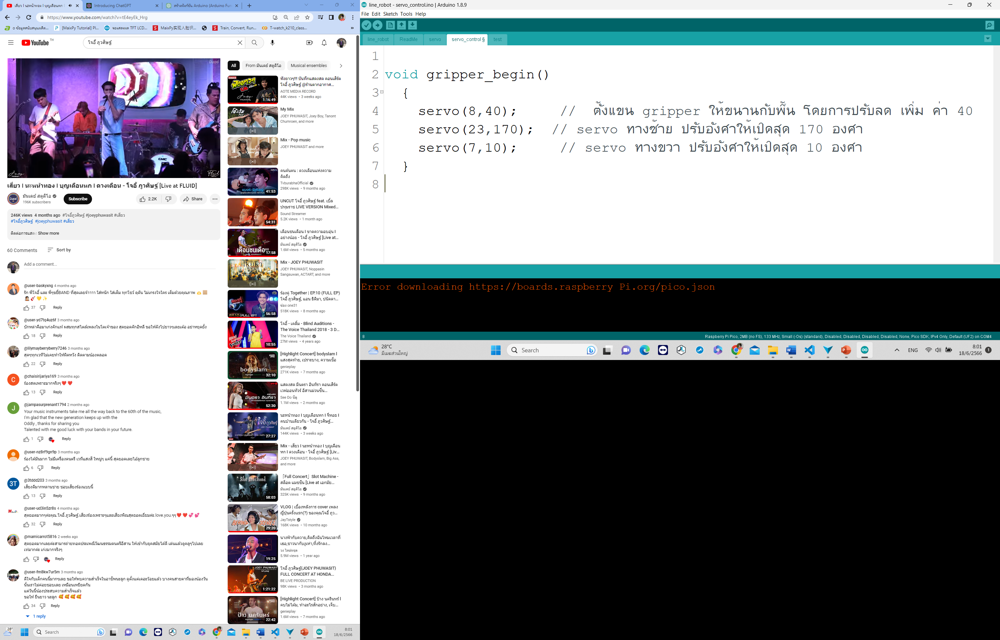 เสี่ยว I นะหน้าทอง I บุญเดือนหก I
Introducing ChatGPT
สร้างฟังก์ชัน Arduino (Arduino Fun
https://www.youtube.com/watch?v=tE4eyEk_Hrg
o ข้อมูลสนับสนุนผลิต...
[MaixPy Tutorial] Pl...
จอแสดงผล TFT LCD...
MaixPy实现人脸识...
Train, Convert, Run...
T-watch_k210_class...
YouTube TH
โจอี้ ภูวศิษฐ์
มันเดย์
Joey
PHUWASIT
CMC
Fluid
เสี่ยว I นะหน้าทอง I บุญเดือนหก I ดวงเดือน - โจอี้ ภูวศิษฐ์ [Live at FLUID]
มันเดย์ สตูดิโอ
196K subscribers
Subscribe
2.2K
Share
246K views 4 months ago #โจอี้ภูวศิษฐ์ #joeyphuwasit #เสี่ยว
#โจอี้ภูวศิษฐ์ #joeyphuwasit #เสี่ยว
ติดต่อการแสดง Show more
60 Comments
Sort by
Add a comment...
@user-baskyxng 4 months ago
รัก พี่โจอี้ และ พี่ๆขยี้BAND ที่สุดเลยจ้าาาา ใส่หนัก ใส่เต็ม ทุกโชว์ ดุดัน ไม่เกรงใจใคร เต็มด้วยคุณภาพ 🫶🏼
👩🏻‍🎤🎸💛✨
37
Reply
@user-yd7tq4uz6f 3 months ago
บักหล่าคือมาเก่งคักแท้ ผสมทุกสไตล์เพลงในโตเจ้าของ สุดยอดคักอีหลี ขอให้ดังไปยาวๆเลยเด้อ อย่าหยุดยั้ง
18
Reply
@lilymayberryberry7246 3 months ago
สุดๆทุกเวทีไม่เคยทำให้ผิดหวัง ติดตามน้องตลอด
22
Reply
C
@chaisirijariya169 3 months ago
ร้องสดเพราะมากจริงๆ❤️❤️
13
Reply
J
@jampasurprenant1794 2 months ago
Your music instruments take me all the way back to the 60th of the music,
I'm glad that the new generation keeps up with the
Oddly , thanks for sharing you
Talented with me good luck with your bands in your future.
1
Reply
@user-nz8rf9gn9p 3 months ago
ร้องได้มันมาก ไม่มีเครื่องดนตรี เวทีแสงสี ใหญ่ๆ แค่นี้ สุดยอดเลยไอ้ลูกชาย
6
Reply
3T
@3tddd203 3 months ago
เสียงดีมากหลานชาย ชอบเสียงร้องแบบนี้
13
Reply
@user-ud3in5zr8s 4 months ago
สุดยอดมากๆค่ะคุณ.โจอี้.ภูวศิษฐ์.เสียงร้องเพราะๆและเสียงพิณสุดยอดเยี่ยมค่ะ.love.you.ๆๆ❤️❤️💞💕
32
Reply
@mamicarrot5816 2 weeks ago
สุดยอดมากเลยค่ะสามารถ่ายทอดประเพณีวัฒนธรรมดนตรีอีสาน ให้เข้ากับยุคสมัยได้ดี เล่นแล้วดูคลูๆไปเลย
เท่มากค่ะ เก่งมากจริงๆ
Reply
@user-fm8kw7ur5m 3 months ago
ดีใจกับเด็กคนนี้มากๆเลย ขอให้พบความสำเร็จในอาชีพนะลูก ดูตั้งแต่เดอะว้อยแล้ว บางคนสายตาที่มองน้องวัน
นั้นเราไม่ค่อยชอบเลย เหมือนเหยียดกัน
แต่วันนี้น้องประสบความสำเร็จแล้ว
ขอให้ ยืนยาว นะลูก 🥰🥰🥰🥰
34
Reply
1 reply
All
From มันเดย์ สตูดิโอ
Musical ensembles
1:16:49
ฟังยาวๆ!!! บันทึกแสดงสด คอนเสิร์ต
โจอี้ ภูวศิษฐ์ @ร้านตากอากาศ...
AOTE MEDIA RECORD
44K views • 3 weeks ago
My Mix
JOEY PHUWASIT, Joey Boy, Tanont
Chumroen, and more
Mix - Pop music
JOEY PHUWASIT and more
41:53
คนค้นฅน : ดวงเดือนแห่งความ
คิดถึง
TvburabhaOfficial
298K views • 9 months ago
54:31
UNCUT โจอี้ ภูวศิษฐ์ feat. เบิ้ล
ปทุมราช LIVE VERSION Mixed...
Sound Streamer
5.2K views • 1 month ago
เดือนชนเดือน
17:58
เดือนชนเดือน I ขาดความอบอุ่น I
อย่างน้อย - โจอี้ ภูวศิษฐ์ [Live at...
มันเดย์ สตูดิโอ
1.6M views • 5 months ago
Mix - JOEY PHUWASIT
JOEY PHUWASIT, Noppasin
Sangsuwan, ACTART, and more
EP.10 (FULL EP)
56:58
ร้องคู่ Together | EP.10 (FULL EP)
โจอี้ ภูวศิษฐ์, แอน ธิติมา, ปนัดดา...
ช่อง one31
518K views • 8 months ago
10:55
โจอี้ - เคลิ้ม - Blind Auditions -
The Voice Thailand 2018 - 3 D...
The Voice Thailand
27M views • 4 years ago
bodyslam
32:10
[Highlight Concert] bodyslam I
แสงสุดท้าย, เปราะบาง, ความเชื่อ
genieplay
271K views • 7 months ago
มีนตรา อินทิรา
52:30
แสดงสด มีนตรา อินทิรา คอนเสิร์ต
เวฟออนทัวร์ อีสานม่วนชื่น...
See Do ซีดู
1.1M views • 2 months ago
โจอี้ ภูวศิษฐ์
JOEY PHUWASIT
27:27
นะหน้าทอง I บุญเดือนหก I จี่หอย I
คนบ้านเดียวกัน - โจอี้ ภูวศิษฐ์...
มันเดย์ สตูดิโอ
144K views • 3 weeks ago
Mix - เสี่ยว I นะหน้าทอง I บุญเดือน
หก I ดวงเดือน - โจอี้ ภูวศิษฐ์ [Liv...
JOEY PHUWASIT, Bodyslam, Big Ass,
and more
Slot Machine
58:03
「Full Concert」Slot Machine -
สล็อต แมชชีน [Live at เอกมัย...
มันเดย์ สตูดิโอ
325K views • 9 months ago
BEHIND SCENES
29:20
VLOG | เบื้องหลังการ cover เพลง
ญี่ปุ่นครั้งแรก(?) ของคุณโจอี้ ภูว...
JayTstyle
168K views • 10 months ago
19:25
นางฟ้ากับควาย,คิดถึงฉันไหมเวลาที่
เธอ,ชาวนากับงูเห่า,ทิ้งรักลง...
วง ไหล่ทรุด
5.9M views • 1 year ago
JOEY PHUWASIT
1:21:22
โจอี้ ภูวศิษฐ์{JOEY PHUWASIT}
FULL CONCERT AT HONDA...
BE LIVE PRODUCTION
98K views • 3 months ago
ป้าง นครินทร์
22:42
[Highlight Concert] ป้าง นครินทร์ I
คบไม่ได้ม, ทำอะไรสักอย่าง, เจ็บ...
genieplay
1.6M views • 7 months ago
28°
Search
8:01
18/6/2566
line_robot - servo_control.ino | Arduino 1.8.9
File Edit Sketch Tools Help
line_robot
ReadMe
servo
servo_control §
test
1
2 void gripper_begin()
3 {
4 servo(8,40); // ตั้งแขน gripper ให้ขนานกับพื้น โดยการปรับลด เพิ่ม ค่า 40
5 servo(23,170); // servo ทางซ้าย ปรับอังศาให้เปิดสุด 170 องศา
6 servo(7,10); // servo ทางขวา ปรับอังศาให้เปิดสุด 10 องศา
7 }
8
Error downloading https://boards.raspberry Pi.org/pico.json
8
Raspberry Pi Pico, 2MB (no FS), 133 MHz, Small (-Os) (standard), Disabled, Disabled, Disabled, Disabled, None, Pico SDK, IPv4 Only, Default (UF2) on COM4
28°C
มีเมฆส่วนใหญ่
Search
ENG
8:01
18/6/2566
1